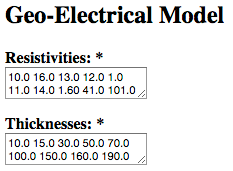 Geo-Electrical Model
Resistivities: *
10.0 16.0 13.0 12.0 1.0
11.0 14.0 1.60 41.0 101.0
Thicknesses: *
10.0 15.0 30.0 50.0 70.0
100.0 150.0 160.0 190.0